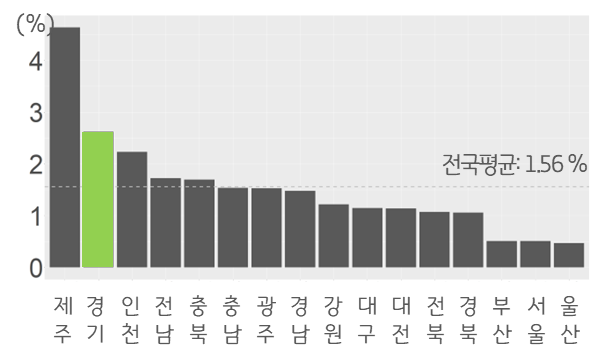 (%)
4
3
2
1
0
전국평균: 1.56 %
제주
경기
인천
전남
충북
충남
광주
경남
강원
대구
대전
전북
경북
부산
서울
울산